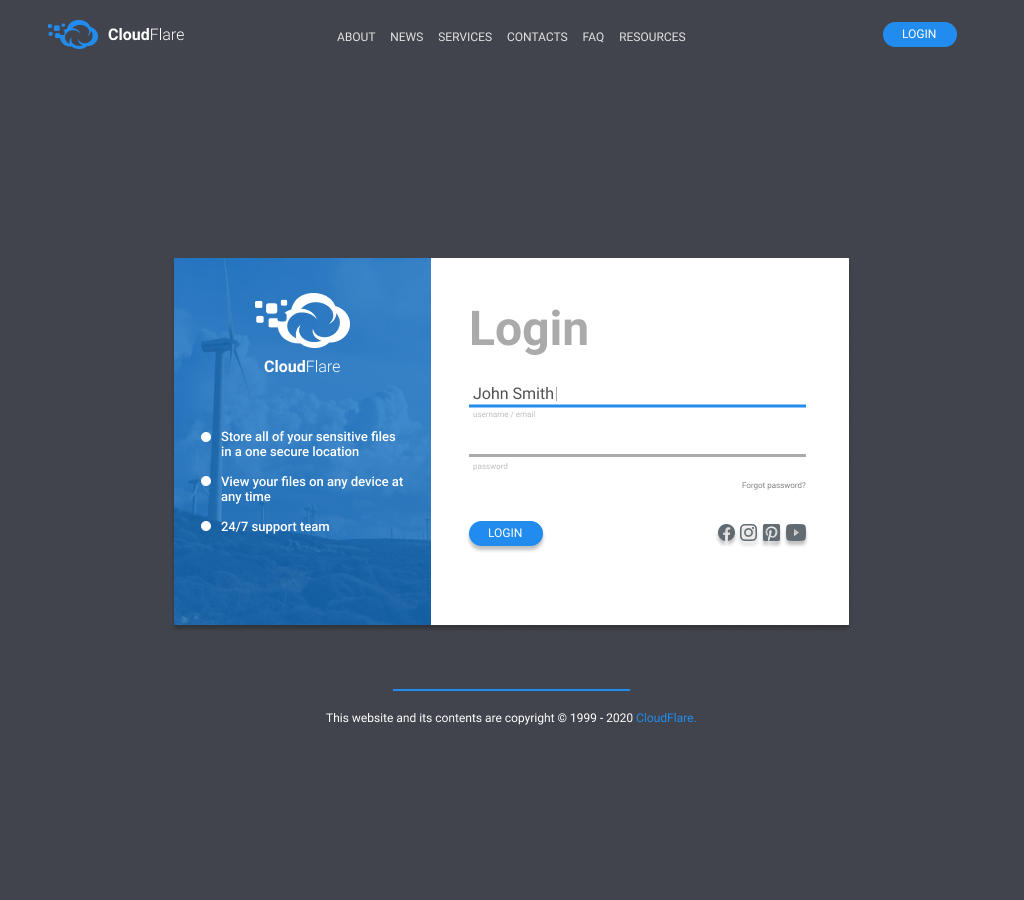 CloudFlare
ABOUT NEWS SERVICES CONTACTS FAQ RESOURCES
LOGIN
CloudFlare
Store all of your sensitive files
in a one secure location
View your files on any device at
any time
24/7 support team
Login
John Smith
username / email
password
Forgot password?
LOGIN
This website and its contents are copyright © 1999 - 2020 CloudFlare.